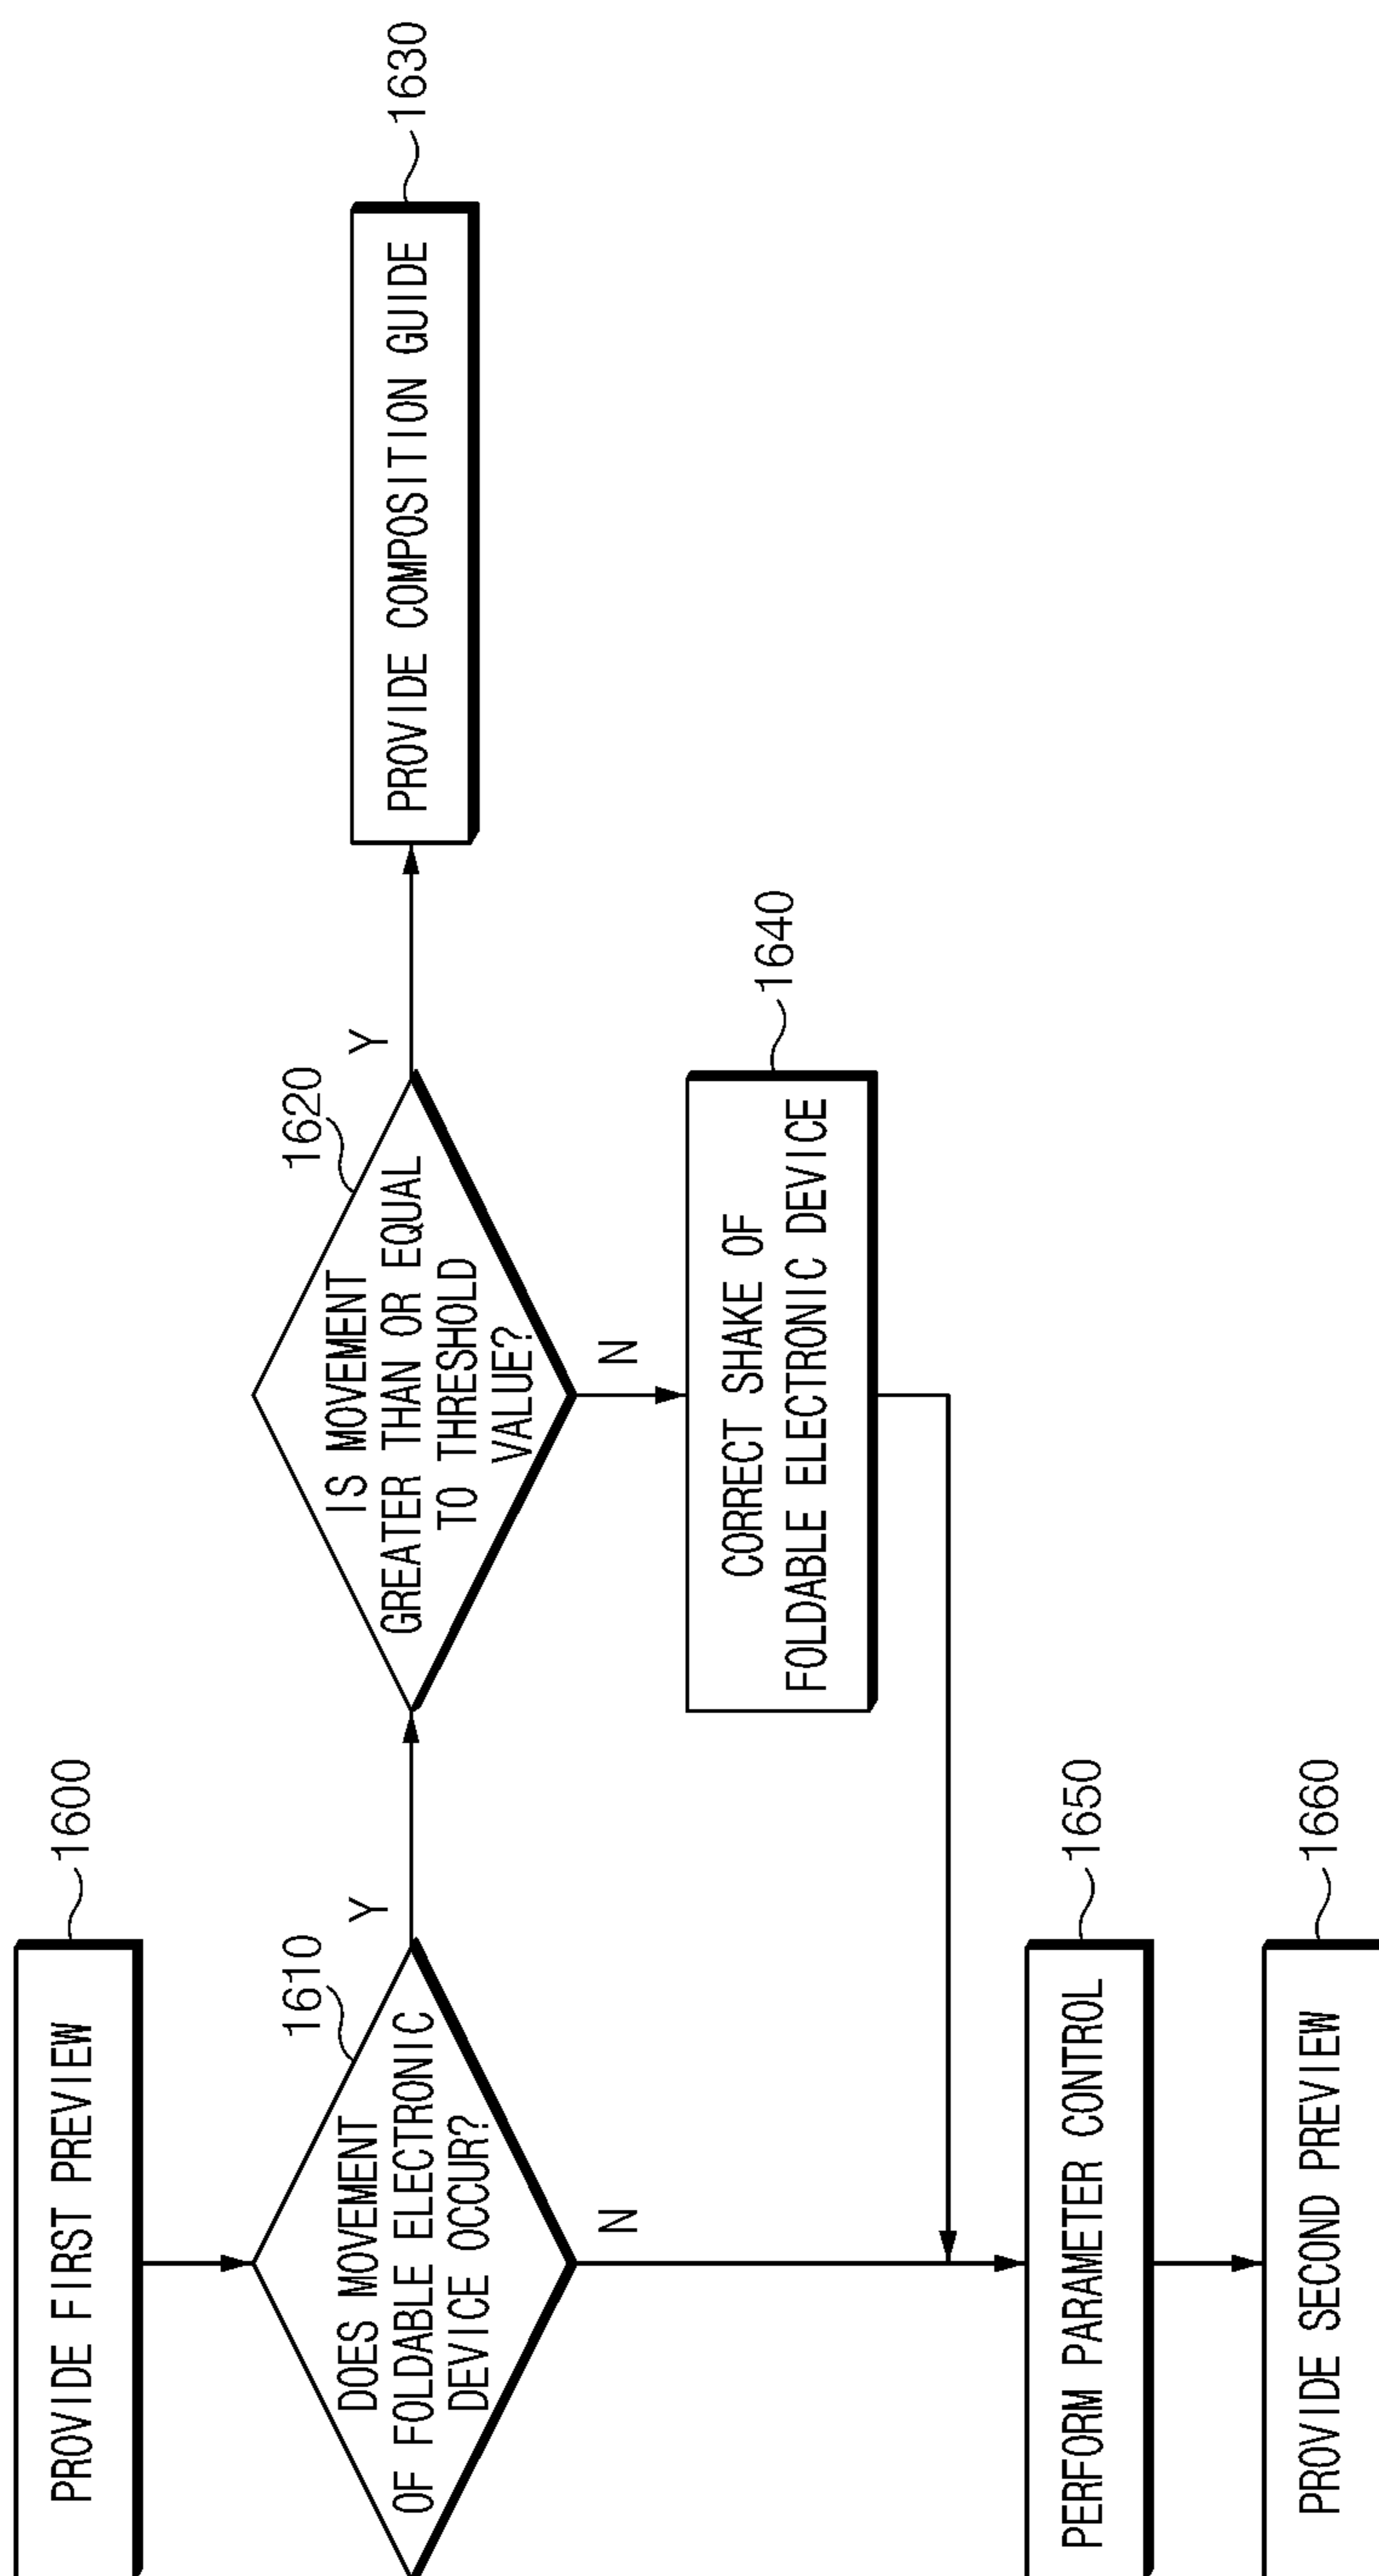 PROVIDE FIRST PREVIEW
1600
DOES MOVEMENT
OF FOLDABLE ELECTRONIC
DEVICE OCCUR?
1610
Y
N
IS MOVEMENT
GREATER THAN OR EQUAL
TO THRESHOLD
VALUE?
1620
Y
N
PROVIDE COMPOSITION GUIDE
1630
CORRECT SHAKE OF
FOLDABLE ELECTRONIC DEVICE
1640
PERFORM PARAMETER CONTROL
1650
PROVIDE SECOND PREVIEW
1660